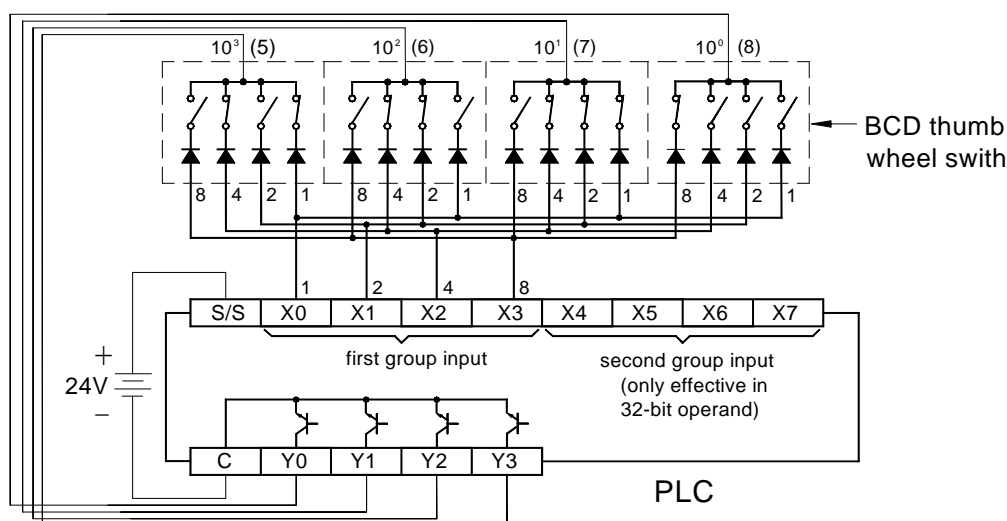 10³ (5) 10² (6) 10¹ (7) 10⁰ (8)
BCD thumb
wheel swith
8 4 2 1 8 4 2 1 8 4 2 1 8 4 2 1
1 2 4 8
S/S X0 X1 X2 X3 X4 X5 X6 X7
first group input
second group input
(only effective in
32-bit operand)
+
24V
−
C Y0 Y1 Y2 Y3
PLC